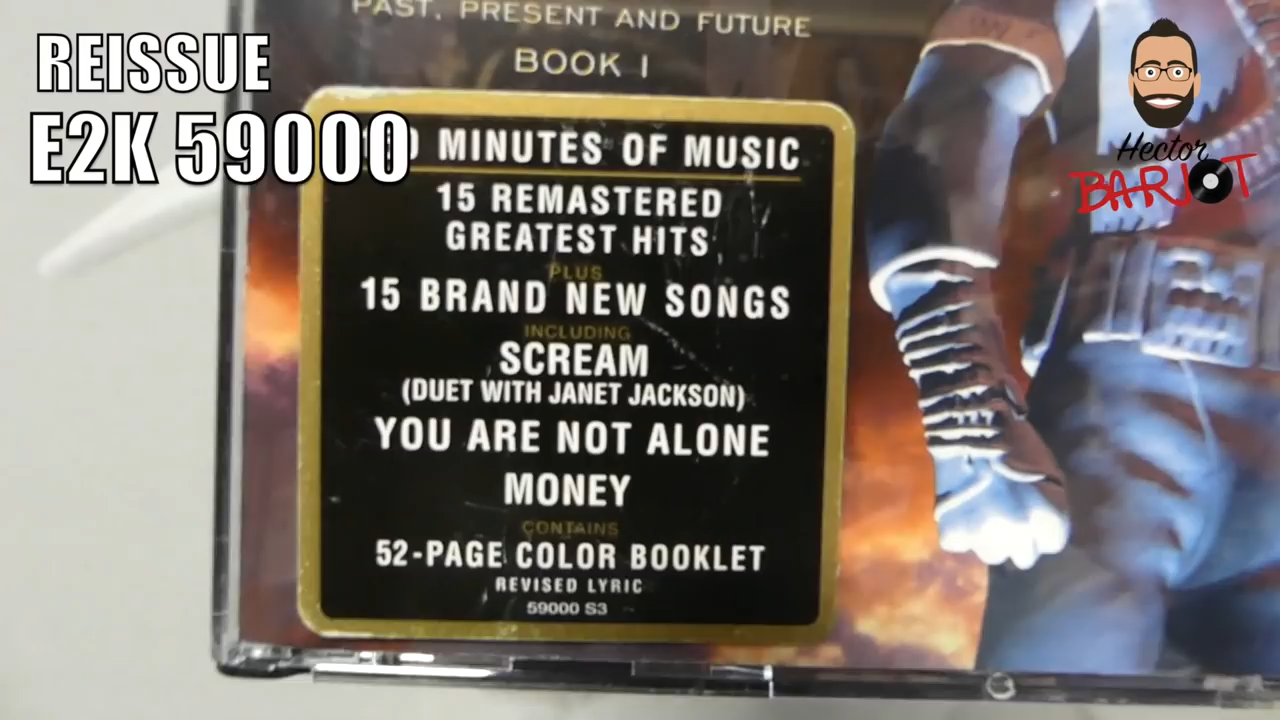 PAST, PRESENT AND FUTURE
BOOK I
REISSUE
E2K 59000
MINUTES OF MUSIC
15 REMASTERED
GREATEST HITS
PLUS
15 BRAND NEW SONGS
INCLUDING
SCREAM
(DUET WITH JANET JACKSON)
YOU ARE NOT ALONE
MONEY
CONTAINS
52-PAGE COLOR BOOKLET
REVISED LYRIC
59000 S3
Hector
BARJOT